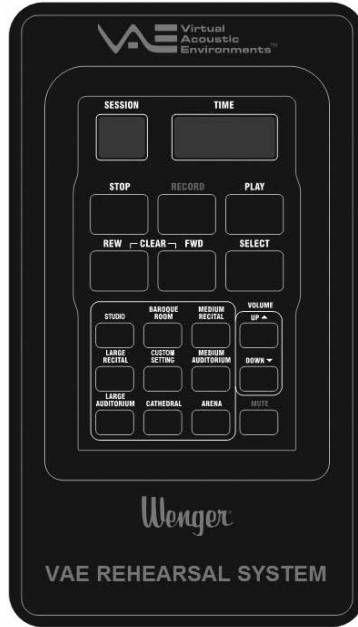 VAE Virtual
Acoustic
Environments™
SESSION TIME
STOP RECORD PLAY
REW CLEAR FWD SELECT
STUDIO BAROQUE ROOM MEDIUM RECITAL VOLUME UP
LARGE RECITAL CUSTOM SETTING MEDIUM AUDITORIUM DOWN
LARGE AUDITORIUM CATHEDRAL ARENA MUTE
Wenger
VAE REHEARSAL SYSTEM